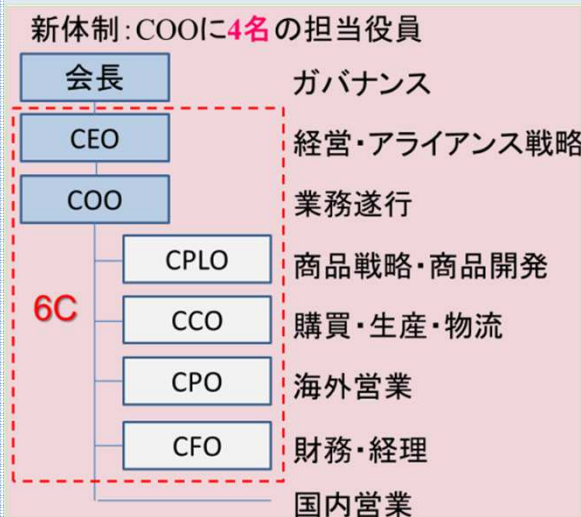 新体制:COOに4名の担当役員
会長 ガバナンス
CEO 経営・アライアンス戦略
COO 業務遂行
CPLO 商品戦略・商品開発
6C
CCO 購買・生産・物流
CPO 海外営業
CFO 財務・経理
国内営業